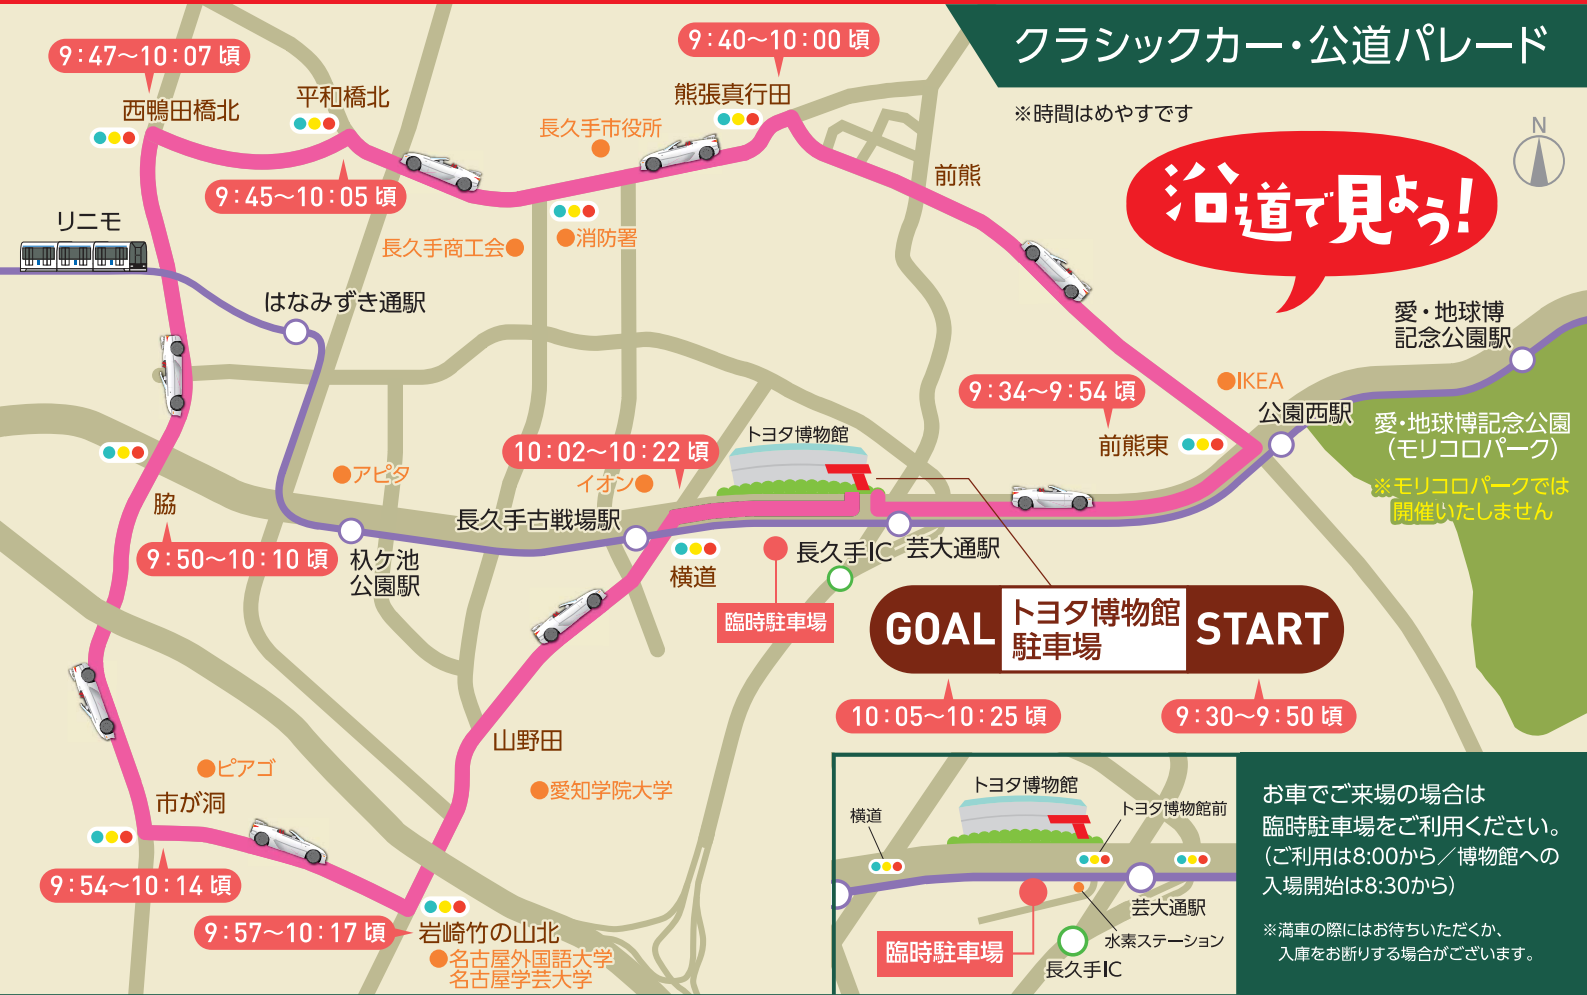 クラシックカー・公道パレード
※時間はめやすです
沿道で見よう!
N
9:47〜10:07 頃
西鴨田橋北
平和橋北
9:45〜10:05 頃
9:40〜10:00 頃
熊張真行田
長久手市役所
前熊
リニモ
長久手商工会
消防署
はなみずき通駅
愛・地球博
記念公園駅
9:34〜9:54 頃
IKEA
公園西駅
前熊東
愛・地球博記念公園
(モリコロパーク)
※モリコロパークでは
開催いたしません
10:02〜10:22 頃
トヨタ博物館
アピタ
イオン
脇
9:50〜10:10 頃
杁ケ池
公園駅
長久手古戦場駅
横道
長久手IC
芸大通駅
臨時駐車場
GOAL
トヨタ博物館
駐車場
START
10:05〜10:25 頃
9:30〜9:50 頃
山野田
ピアゴ
愛知学院大学
市が洞
9:54〜10:14 頃
9:57〜10:17 頃
岩崎竹の山北
名古屋外国語大学
名古屋学芸大学
トヨタ博物館
横道
トヨタ博物館前
芸大通駅
水素ステーション
臨時駐車場
長久手IC
お車でご来場の場合は
臨時駐車場をご利用ください。
(ご利用は8:00から／博物館への
入場開始は8:30から)
※満車の際にはお待ちいただくか、
入庫をお断りする場合がございます。